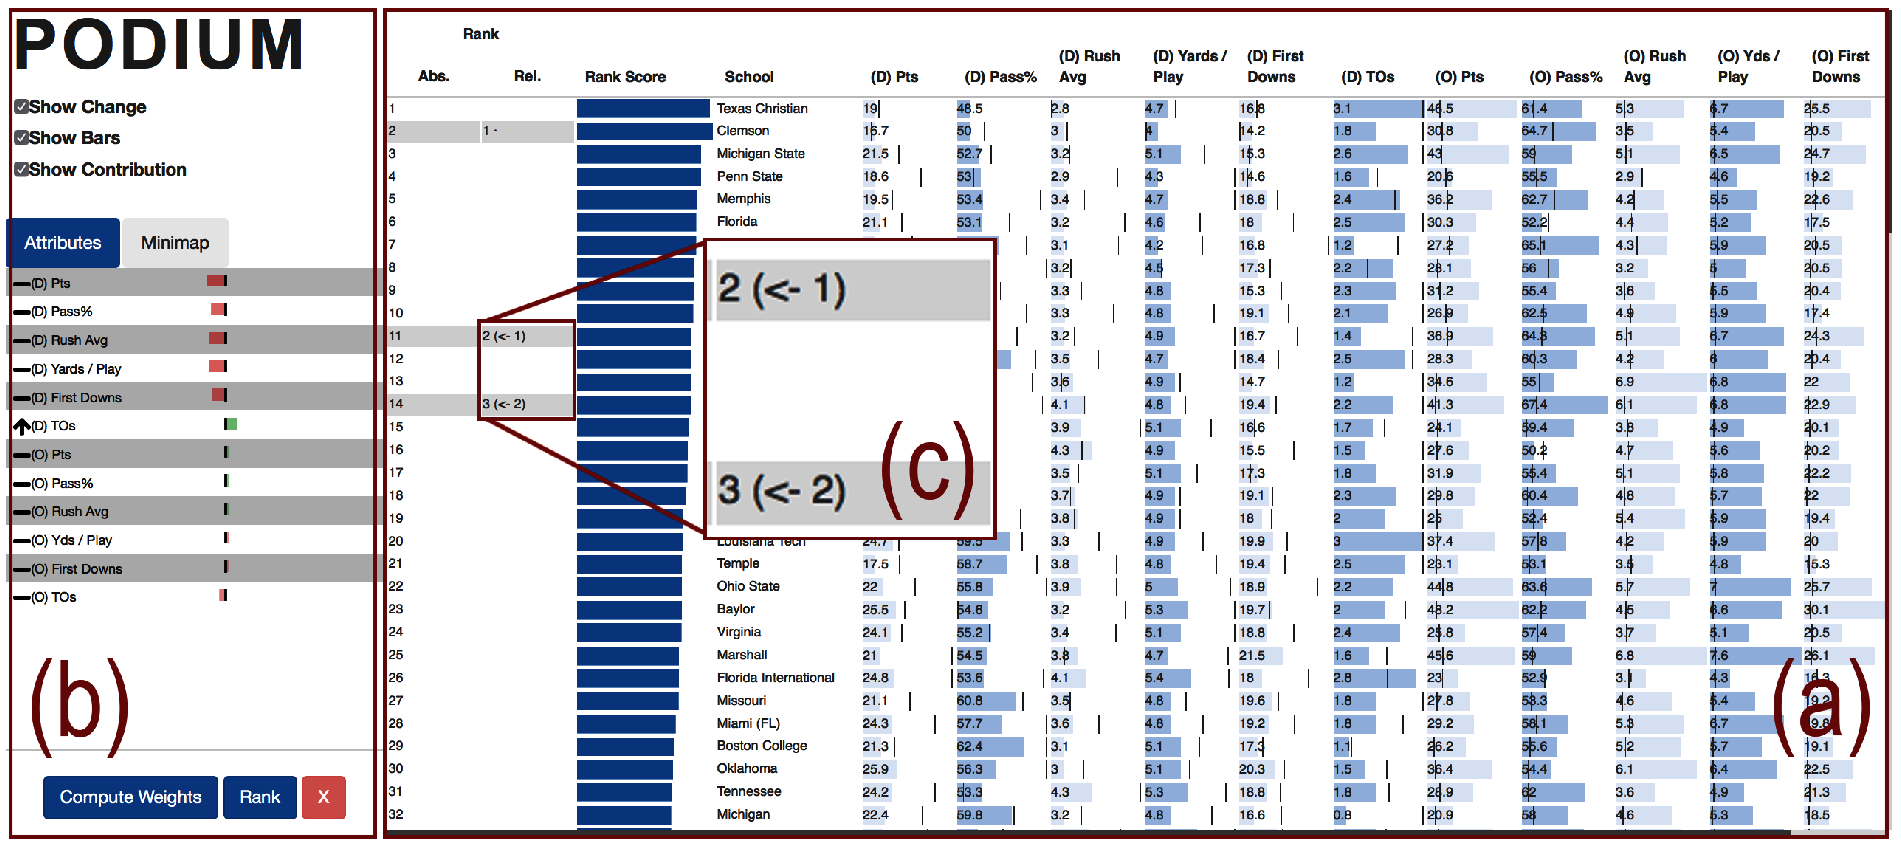 PODIUM
Show Change
Show Bars
Show Contribution
Attributes Minimap
(D) Pts
(D) Pass%
(D) Rush Avg
(D) Yards / Play
(D) First Downs
(D) TOs
(O) Pts
(O) Pass%
(O) Rush Avg
(O) Yds / Play
(O) First Downs
(O) TOs
(b)
Compute Weights Rank X
Rank
(D) Rush (D) Yards / (D) First (O) Rush (O) Yds / (O) First
Abs. Rel. Rank Score School (D) Pts (D) Pass% Avg Play Downs (D) TOs (O) Pts (O) Pass% Avg Play Downs
1 Texas Christian 19 48.5 2.8 4.7 16.8 3.1 46.5 61.4 5.3 6.7 25.5
2 1 - Clemson 16.7 50 3 4 14.2 1.8 30.8 64.7 3.5 5.4 20.5
3 Michigan State 21.5 52.7 3.2 5.1 15.3 2.6 43 59 5.1 6.5 24.7
4 Penn State 18.6 53 2.9 4.3 14.6 1.6 20.6 55.5 2.9 4.6 19.2
5 Memphis 19.5 53.4 3.4 4.7 18.8 2.4 36.2 62.7 4.2 5.5 22.6
6 Florida 21.1 53.1 3.2 4.6 18 2.5 30.3 52.2 4.4 5.2 17.5
7 3.1 4.2 16.8 1.2 27.2 65.1 4.3 5.9 20.5
8 3.2 4.5 17.3 2.2 28.1 56 3.2 5 20.5
9 3.3 4.8 15.3 2.3 31.2 55.4 3.6 5.5 20.4
10 3.3 4.8 19.1 2.1 26.9 62.5 4.9 5.9 17.4
11 2 (<- 1) 3.2 4.9 16.7 1.4 36.9 64.3 5.1 6.7 24.3
12 3.5 4.7 18.4 2.5 28.3 60.3 4.2 6 20.4
13 3.6 4.9 14.7 1.2 34.6 55 6.9 6.8 22
14 3 (<- 2) 4.1 4.8 19.4 2.2 41.3 67.4 6.1 6.8 22.9
15 3.9 5.1 16.6 1.7 24.1 59.4 3.8 4.9 20.1
16 4.3 4.9 15.5 1.5 27.6 50.2 4.7 5.6 20.2
17 3.5 5.1 17.3 1.8 31.9 55.4 5.1 5.8 22.2
18 3.7 4.9 19.1 2.3 29.8 60.4 4.8 5.7 22
19 3.8 4.9 18 2 25 52.4 5.4 5.9 19.4
20 Louisiana Tech 24.7 59.5 3.3 4.9 19.9 3 37.4 57.8 4.2 5.9 20
21 Temple 17.5 58.7 3.8 4.8 19.4 2.5 23.1 53.1 3.5 4.8 15.3
22 Ohio State 22 55.8 3.9 5 18.9 2.2 44.8 63.6 5.7 7 25.7
23 Baylor 25.5 54.6 3.2 5.3 19.7 2 48.2 62.2 4.5 6.6 30.1
24 Virginia 24.1 55.2 3.4 5.1 18.8 2.4 25.8 57.4 3.7 5.1 20.5
25 Marshall 21 54.5 3.8 4.7 21.5 1.6 45.6 59 6.8 7.6 26.1
26 Florida International 24.8 53.6 4.1 5.4 18 2.8 23 52.9 3.1 4.3
27 Missouri 21.1 60.8 3.5 4.8 19.6 1.8 27.8 53.3 4.6 5.4 19.2
28 Miami (FL) 24.3 57.7 3.6 4.8 19.2 1.8 29.2 58.1 5.3 6.7
29 Boston College 21.3 62.4 3.1 5.1 17.3 1.1 26.2 55.6 5.2 5.7 19.1
30 Oklahoma 25.9 56.3 3 5.1 20.3 1.5 36.4 54.4 6.1 6.4 22.5
31 Tennessee 24.2 53.3 4.3 5.3 18.8 1.8 28.9 62 3.6 4.9 21.3
32 Michigan 22.4 59.8 3.2 4.8 16.6 0.8 20.9 58 4.6 5.3 18.5
2 (<- 1)
3 (<- 2)
(c)
(a)